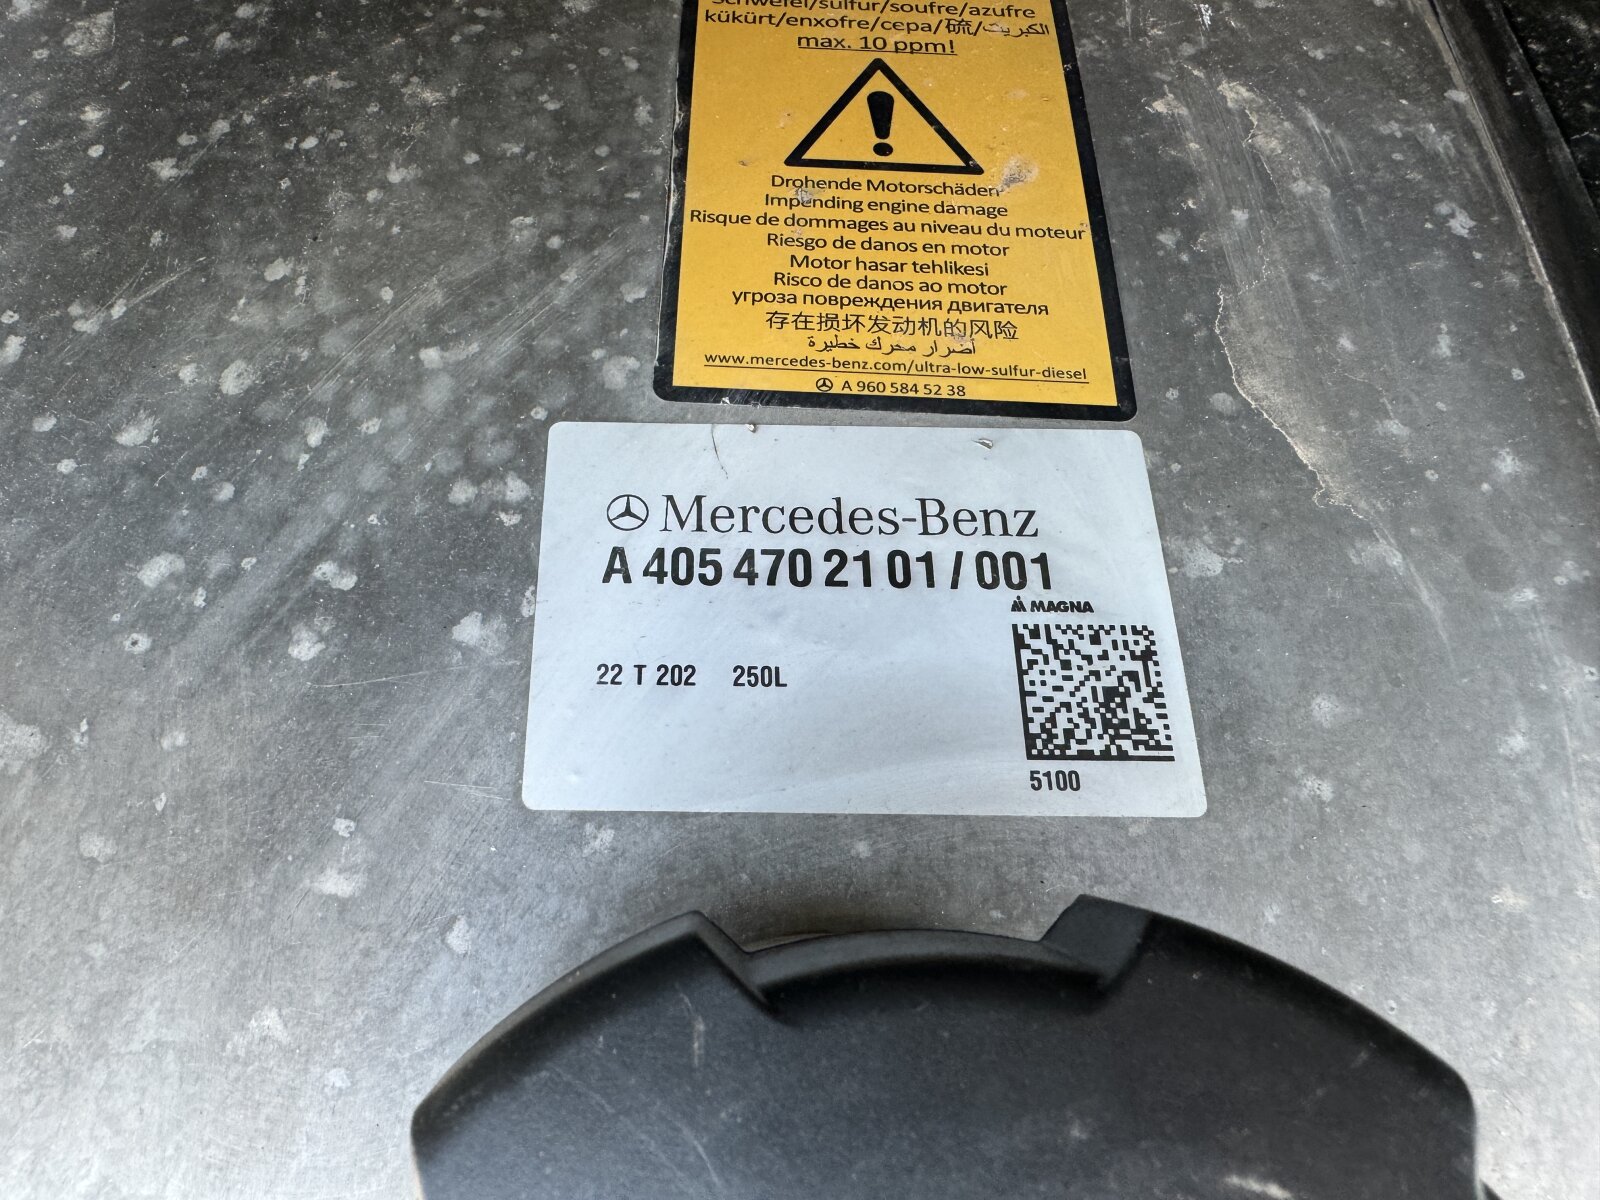 Schwefel/sulfur/soufre/azufre
kükürt/enxofre/сера/硫/الكبريت
max. 10 ppm!
Drohende Motorschäden
Impending engine damage
Risque de dommages au niveau du moteur
Riesgo de danos en motor
Motor hasar tehlikesi
Risco de danos ao motor
угроза повреждения двигателя
存在损坏发动机的风险
أضرار محرك خطيرة
www.mercedes-benz.com/ultra-low-sulfur-diesel
A 960 584 52 38
Mercedes-Benz
A 405 470 21 01 / 001
MAGNA
22 T 202 250L
5100